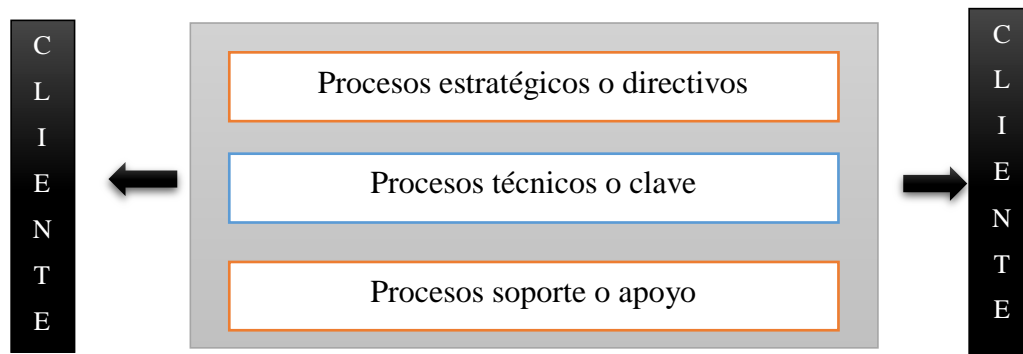 C
L
I
E
N
T
E
Procesos estratégicos o directivos
Procesos técnicos o clave
Procesos soporte o apoyo
C
L
I
E
N
T
E